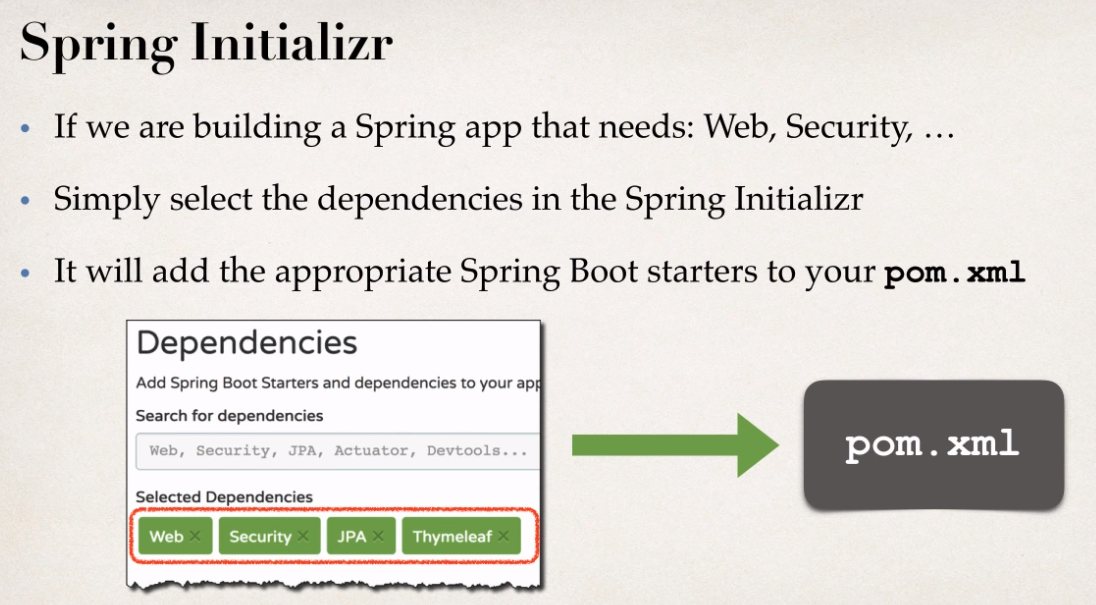 Spring Initializr
• If we are building a Spring app that needs: Web, Security, …
• Simply select the dependencies in the Spring Initializr
• It will add the appropriate Spring Boot starters to your pom.xml
Dependencies
Add Spring Boot Starters and dependencies to your app
Search for dependencies
Web, Security, JPA, Actuator, Devtools...
Selected Dependencies
Web × Security × JPA × Thymeleaf ×
pom.xml